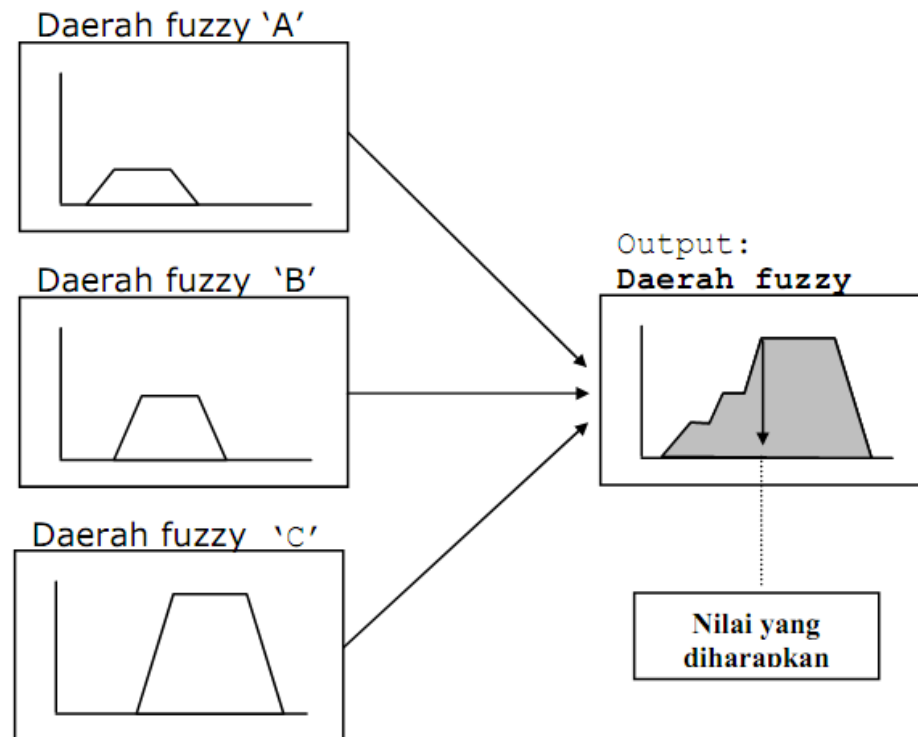 Daerah fuzzy ‘A’
Daerah fuzzy ‘B’
Daerah fuzzy ‘C’
Output:
Daerah fuzzy
Nilai yang
diharapkan